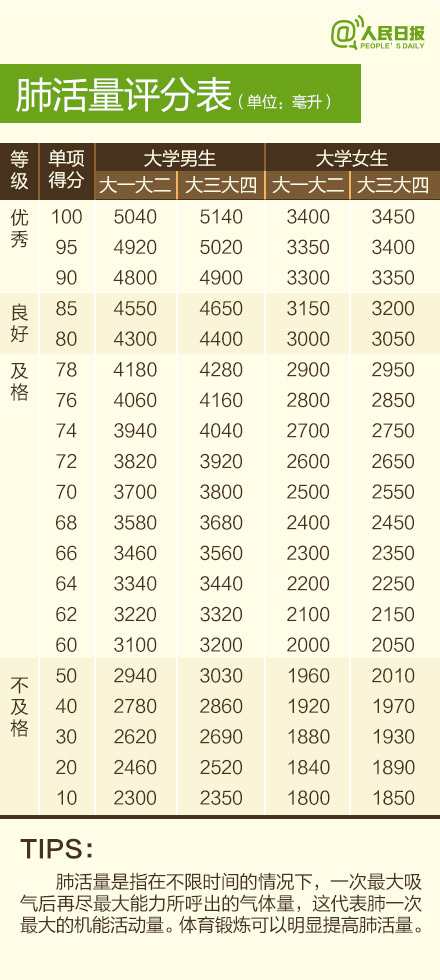 @人民日报
PEOPLE'S DAILY
肺活量评分表（单位：毫升）
等级 单项得分 大学男生 大学女生
大一大二 大三大四 大一大二 大三大四
优秀 100 5040 5140 3400 3450
95 4920 5020 3350 3400
90 4800 4900 3300 3350
良好 85 4550 4650 3150 3200
80 4300 4400 3000 3050
及格 78 4180 4280 2900 2950
76 4060 4160 2800 2850
74 3940 4040 2700 2750
72 3820 3920 2600 2650
70 3700 3800 2500 2550
68 3580 3680 2400 2450
66 3460 3560 2300 2350
64 3340 3440 2200 2250
62 3220 3320 2100 2150
60 3100 3200 2000 2050
不及格 50 2940 3030 1960 2010
40 2780 2860 1920 1970
30 2620 2690 1880 1930
20 2460 2520 1840 1890
10 2300 2350 1800 1850
TIPS：
肺活量是指在不限时间的情况下，一次最大吸
气后再尽最大能力所呼出的气体量，这代表肺一次
最大的机能活动量。体育锻炼可以明显提高肺活量。